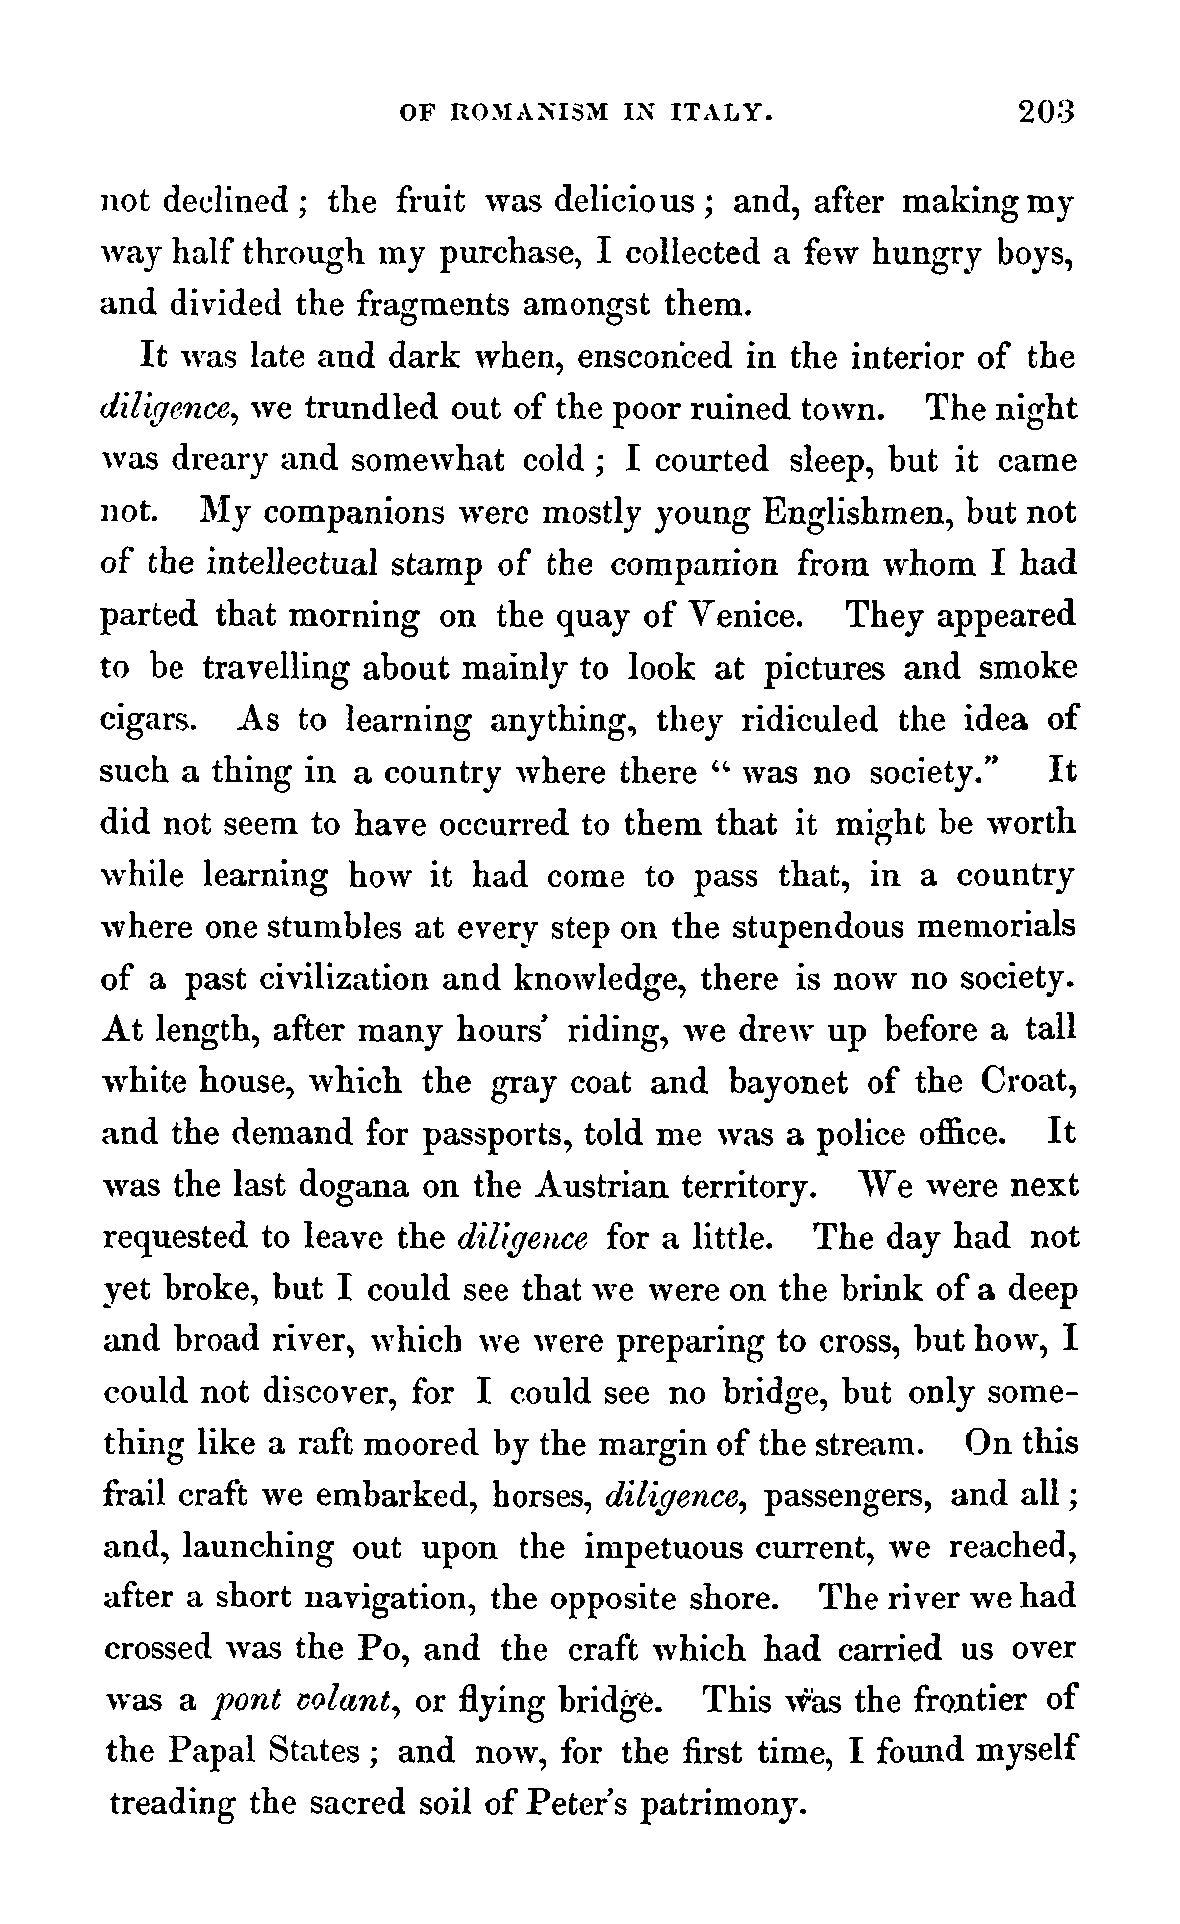 OF ROMANISM IN ITALY. 203
not declined ; the fruit was delicious ; and, after making my
way half through my purchase, I collected a few hungry boys,
and divided the fragments amongst them.
It was late and dark when, ensconced in the interior of the
diligence, we trundled out of the poor ruined town. The night
was dreary and somewhat cold ; I courted sleep, but it came
not. My companions were mostly young Englishmen, but not
of the intellectual stamp of the companion from whom I had
parted that morning on the quay of Venice. They appeared
to be travelling about mainly to look at pictures and smoke
cigars. As to learning anything, they ridiculed the idea of
such a thing in a country where there “ was no society.” It
did not seem to have occurred to them that it might be worth
while learning how it had come to pass that, in a country
where one stumbles at every step on the stupendous memorials
of a past civilization and knowledge, there is now no society.
At length, after many hours’ riding, we drew up before a tall
white house, which the gray coat and bayonet of the Croat,
and the demand for passports, told me was a police office. It
was the last dogana on the Austrian territory. We were next
requested to leave the diligence for a little. The day had not
yet broke, but I could see that we were on the brink of a deep
and broad river, which we were preparing to cross, but how, I
could not discover, for I could see no bridge, but only some-
thing like a raft moored by the margin of the stream. On this
frail craft we embarked, horses, diligence, passengers, and all ;
and, launching out upon the impetuous current, we reached,
after a short navigation, the opposite shore. The river we had
crossed was the Po, and the craft which had carried us over
was a pont volant, or flying bridge. This was the frontier of
the Papal States ; and now, for the first time, I found myself
treading the sacred soil of Peter’s patrimony.